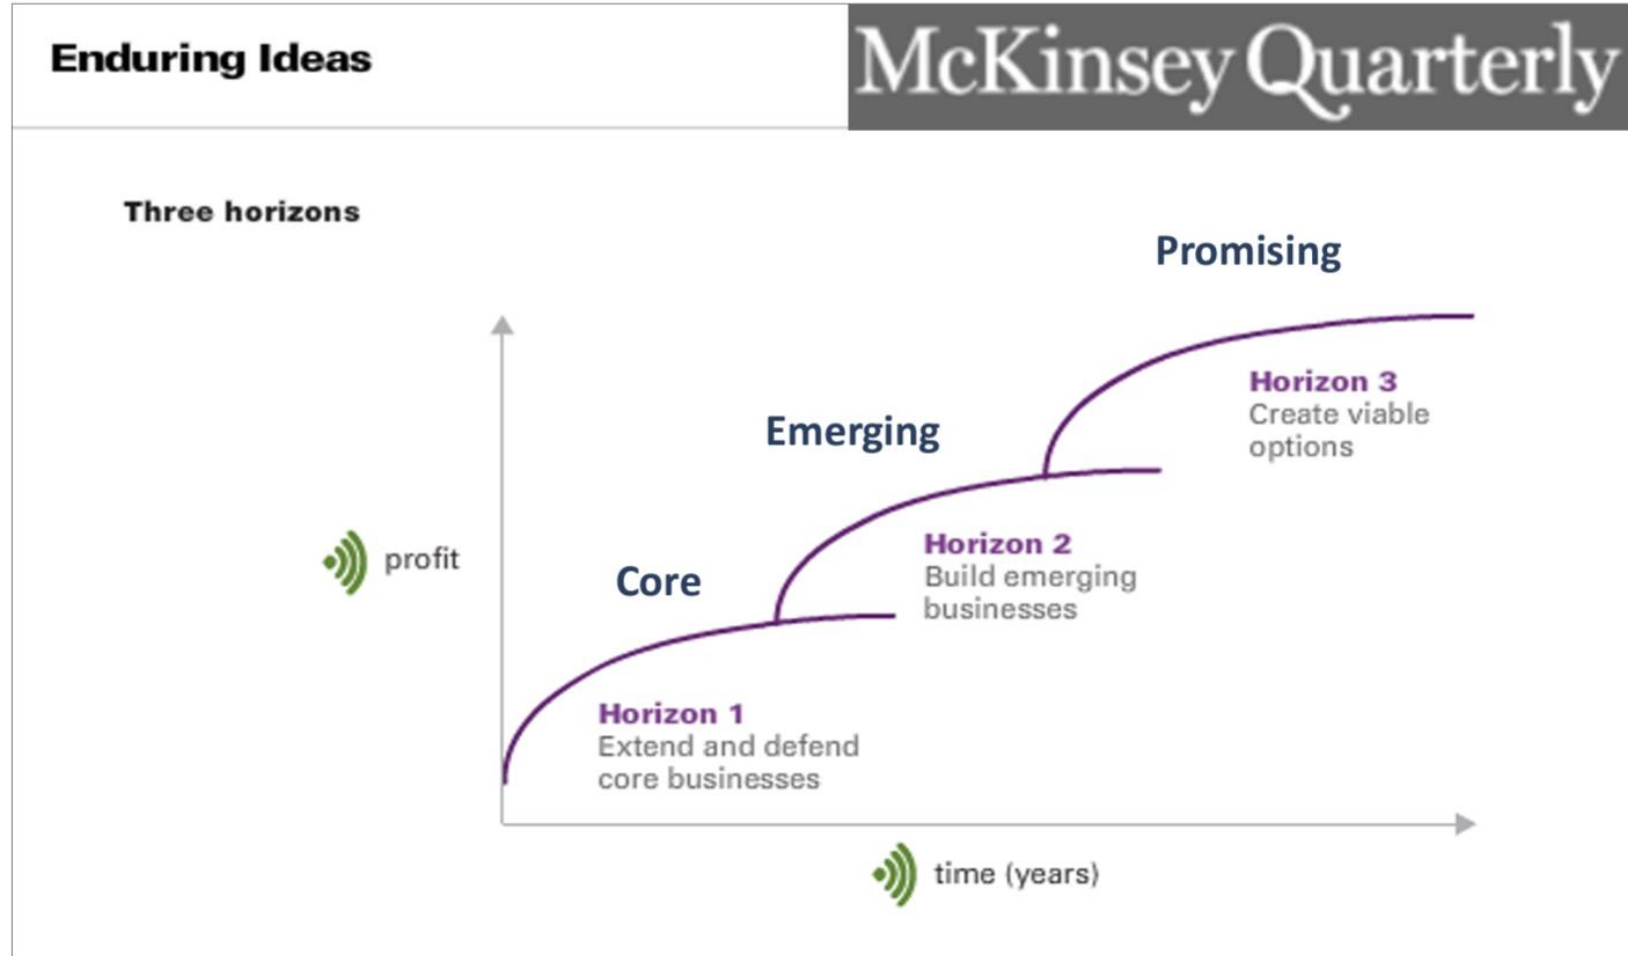 Enduring Ideas
McKinsey Quarterly
Three horizons
Promising
Horizon 3
Create viable
options
Emerging
Horizon 2
Build emerging
businesses
profit
Core
Horizon 1
Extend and defend
core businesses
time (years)